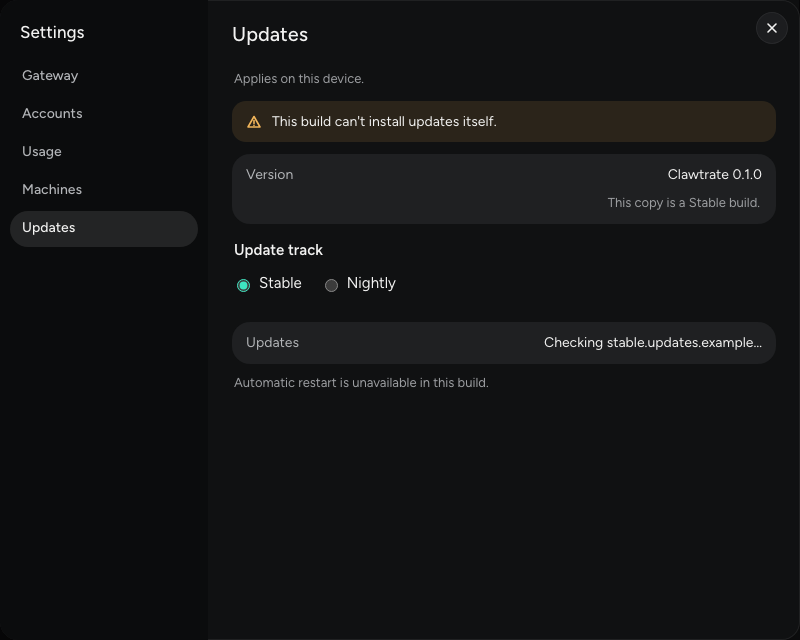 Settings
Gateway
Accounts
Usage
Machines
Updates
Updates
Applies on this device.
This build can't install updates itself.
Version
Clawtrate 0.1.0
This copy is a Stable build.
Update track
Stable
Nightly
Updates
Checking stable.updates.example…
Automatic restart is unavailable in this build.